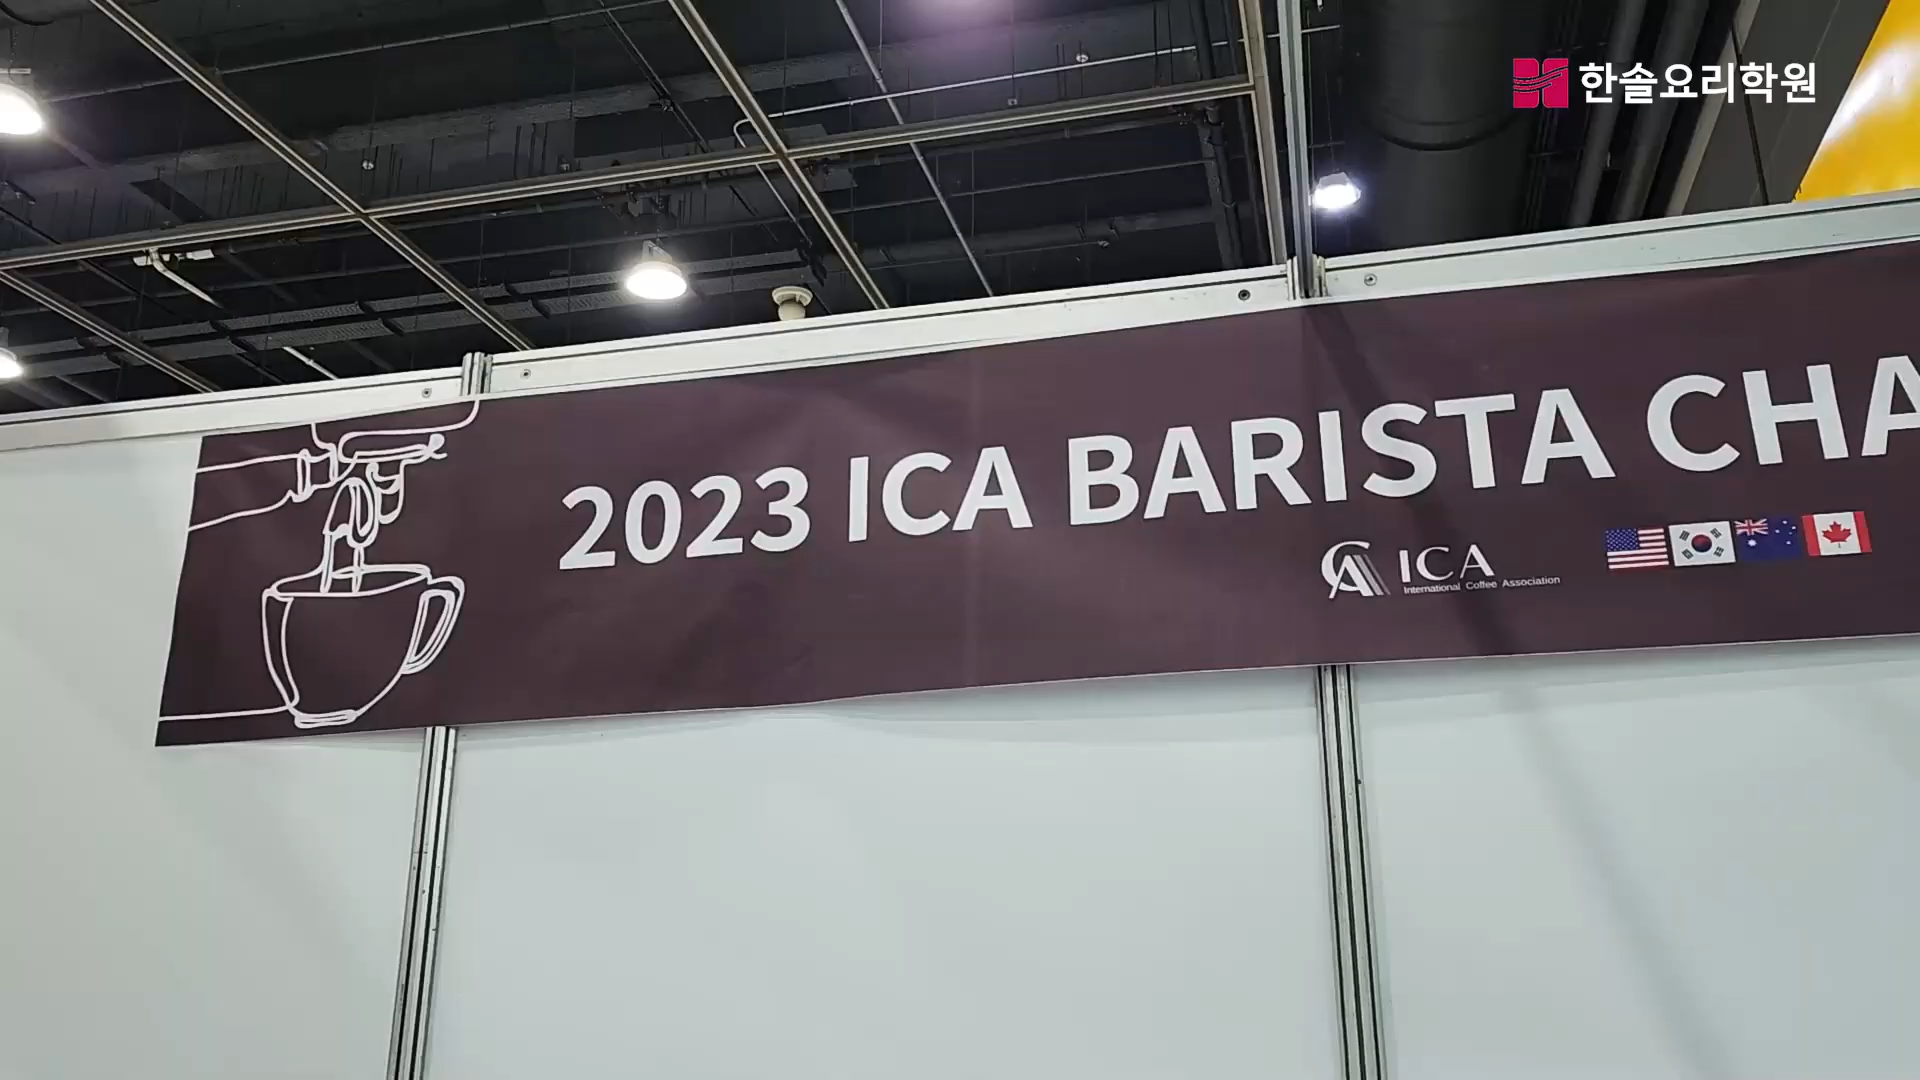 한솔요리학원
2023 ICA BARISTA CHA
ICA
International Coffee Association